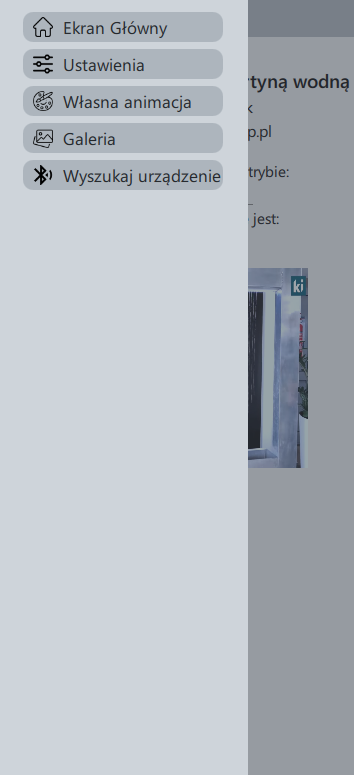 Ekran Główny
Ustawienia
rtyną wodną
Własna animacja
k
p.pl
Galeria
trybie:
Wyszukaj urządzenie
_
jest:
ki